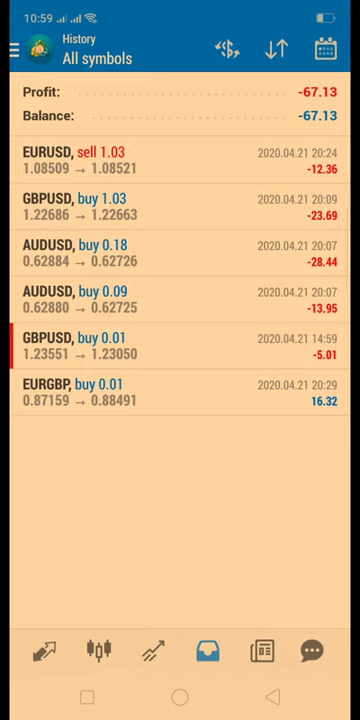 10:59
History
All symbols
Profit: -67.13
Balance: -67.13
EURUSD, sell 1.03 2020.04.21 20:24
1.08509 → 1.08521 -12.36
GBPUSD, buy 1.03 2020.04.21 20:09
1.22686 → 1.22663 -23.69
AUDUSD, buy 0.18 2020.04.21 20:07
0.62884 → 0.62726 -28.44
AUDUSD, buy 0.09 2020.04.21 20:07
0.62880 → 0.62725 -13.95
GBPUSD, buy 0.01 2020.04.21 14:59
1.23551 → 1.23050 -5.01
EURGBP, buy 0.01 2020.04.21 20:29
0.87159 → 0.88491 16.32